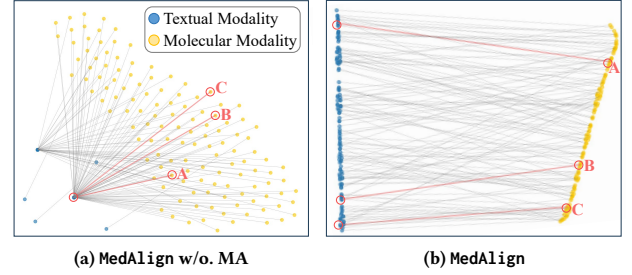 Textual Modality
Molecular Modality
C
B
A
A
B
C
(a) MedAlign w/o. MA
(b) MedAlign